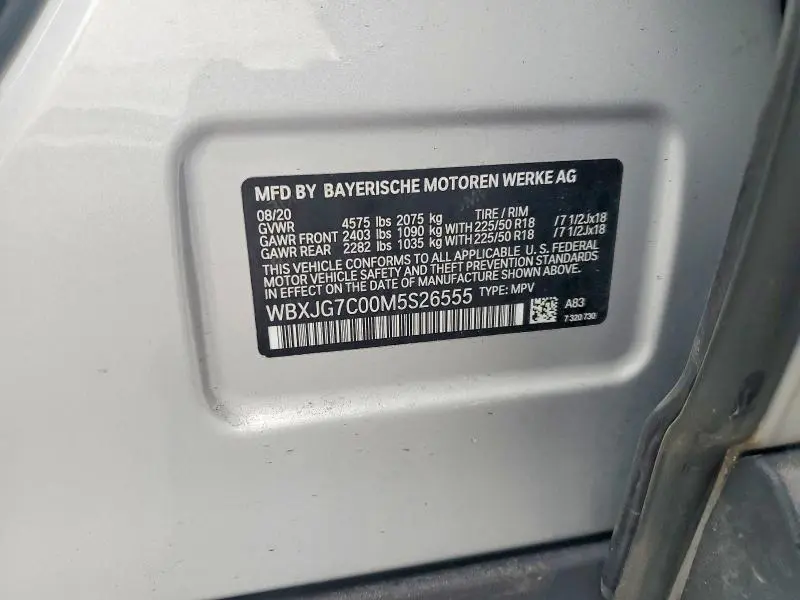 MFD BY BAYERISCHE MOTOREN WERKE AG
08/20 TIRE / RIM
GVWR 4575 lbs 2075 kg
GAWR FRONT 2403 lbs 1090 kg WITH 225/50 R18 /7 1/2Jx18
GAWR REAR 2282 lbs 1035 kg WITH 225/50 R18 /7 1/2Jx18
THIS VEHICLE CONFORMS TO ALL APPLICABLE U. S. FEDERAL
MOTOR VEHICLE SAFETY AND THEFT PREVENTION STANDARDS
IN EFFECT ON THE DATE OF MANUFACTURE SHOWN ABOVE.
WBXJG7C00M5S26555 TYPE: MPV
A83
7 320 730